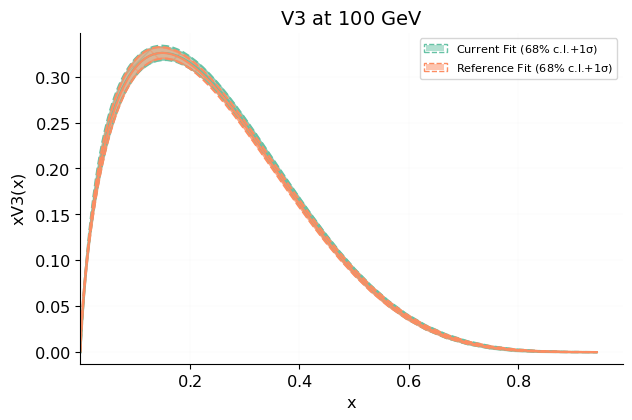 V3 at 100 GeV
Current Fit (68% c.l.+1σ)
Reference Fit (68% c.l.+1σ)
xV3(x)
0.30
0.25
0.20
0.15
0.10
0.05
0.00
0.2
0.4
0.6
0.8
x